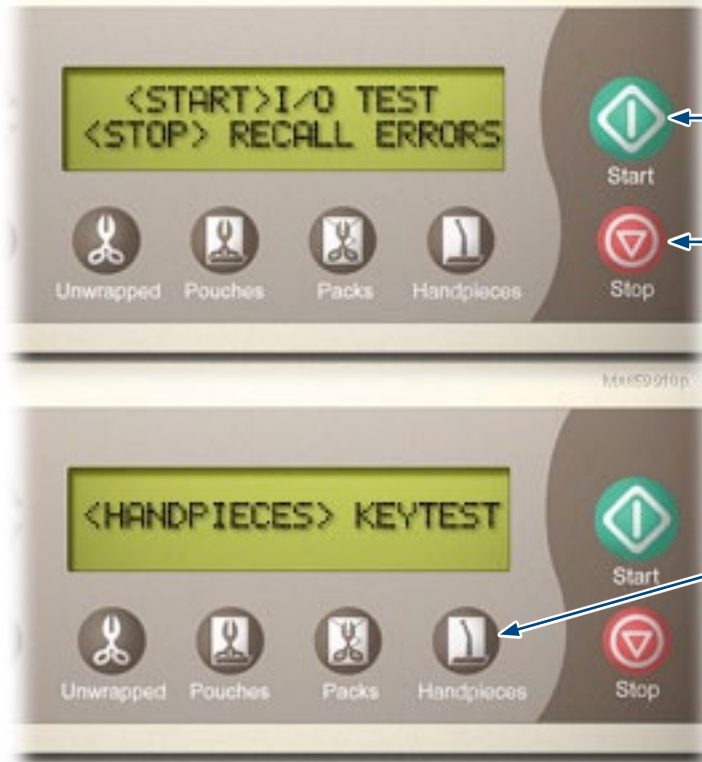 <START>I/O TEST
<STOP> RECALL ERRORS
Start
Unwrapped Pouches Packs Handpieces
Stop
<HANDPIECES> KEYTEST
Start
Unwrapped Pouches Packs Handpieces
Stop